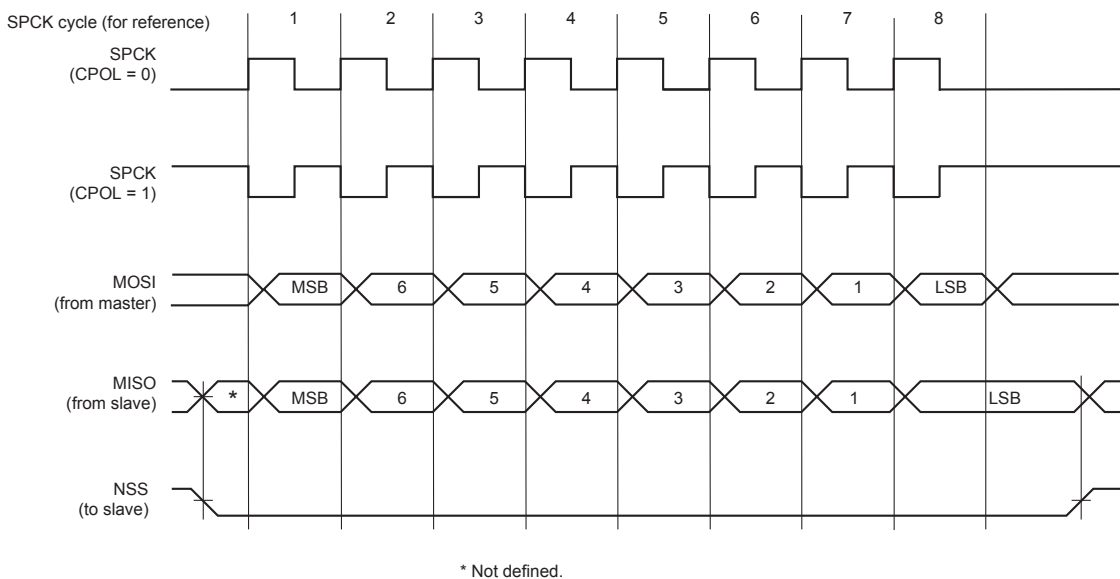 SPCK cycle (for reference) 1 2 3 4 5 6 7 8
SPCK
(CPOL = 0)
SPCK
(CPOL = 1)
MOSI
(from master)
MSB 6 5 4 3 2 1 LSB
MISO
(from slave)
* MSB 6 5 4 3 2 1 LSB
NSS
(to slave)
* Not defined.